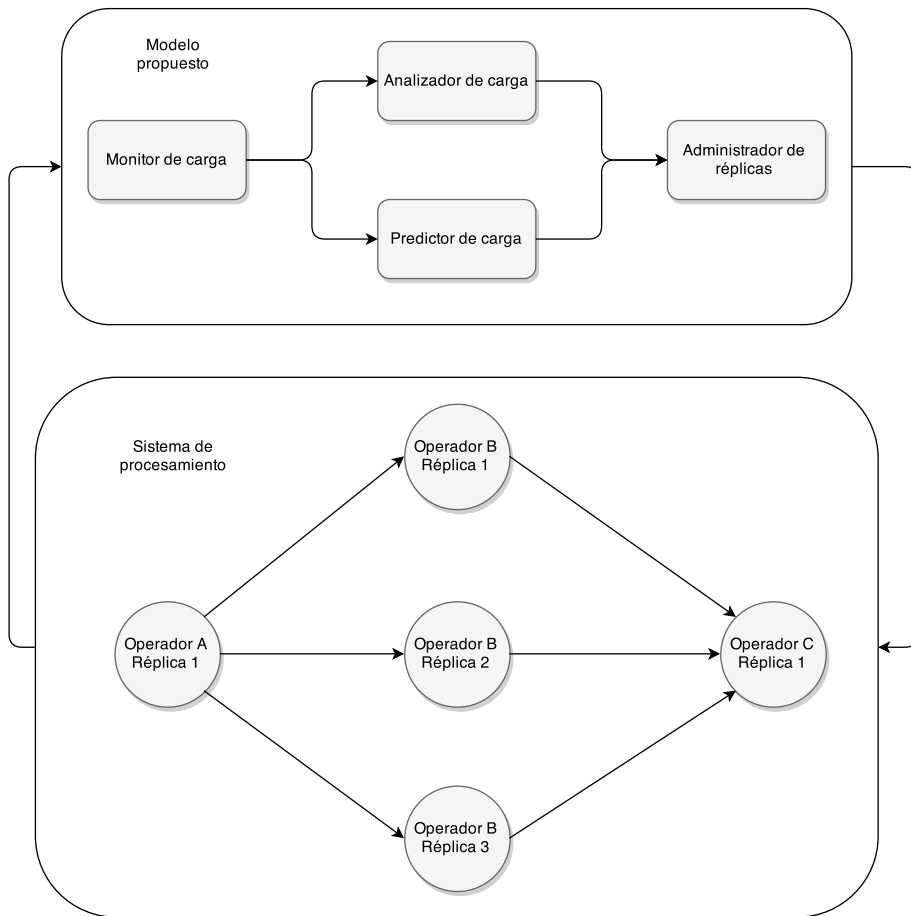 Modelo
propuesto
Analizador de carga
Monitor de carga
Administrador de
réplicas
Predictor de carga
Sistema de
procesamiento
Operador B
Réplica 1
Operador A
Réplica 1
Operador B
Réplica 2
Operador C
Réplica 1
Operador B
Réplica 3